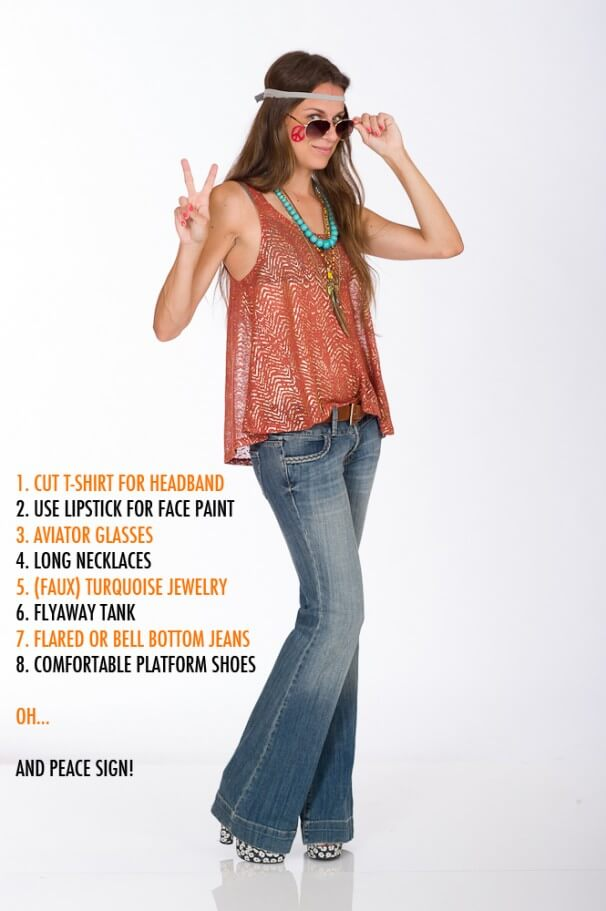 1. CUT T-SHIRT FOR HEADBAND
2. USE LIPSTICK FOR FACE PAINT
3. AVIATOR GLASSES
4. LONG NECKLACES
5. (FAUX) TURQUOISE JEWELRY
6. FLYAWAY TANK
7. FLARED OR BELL BOTTOM JEANS
8. COMFORTABLE PLATFORM SHOES
OH...
AND PEACE SIGN!